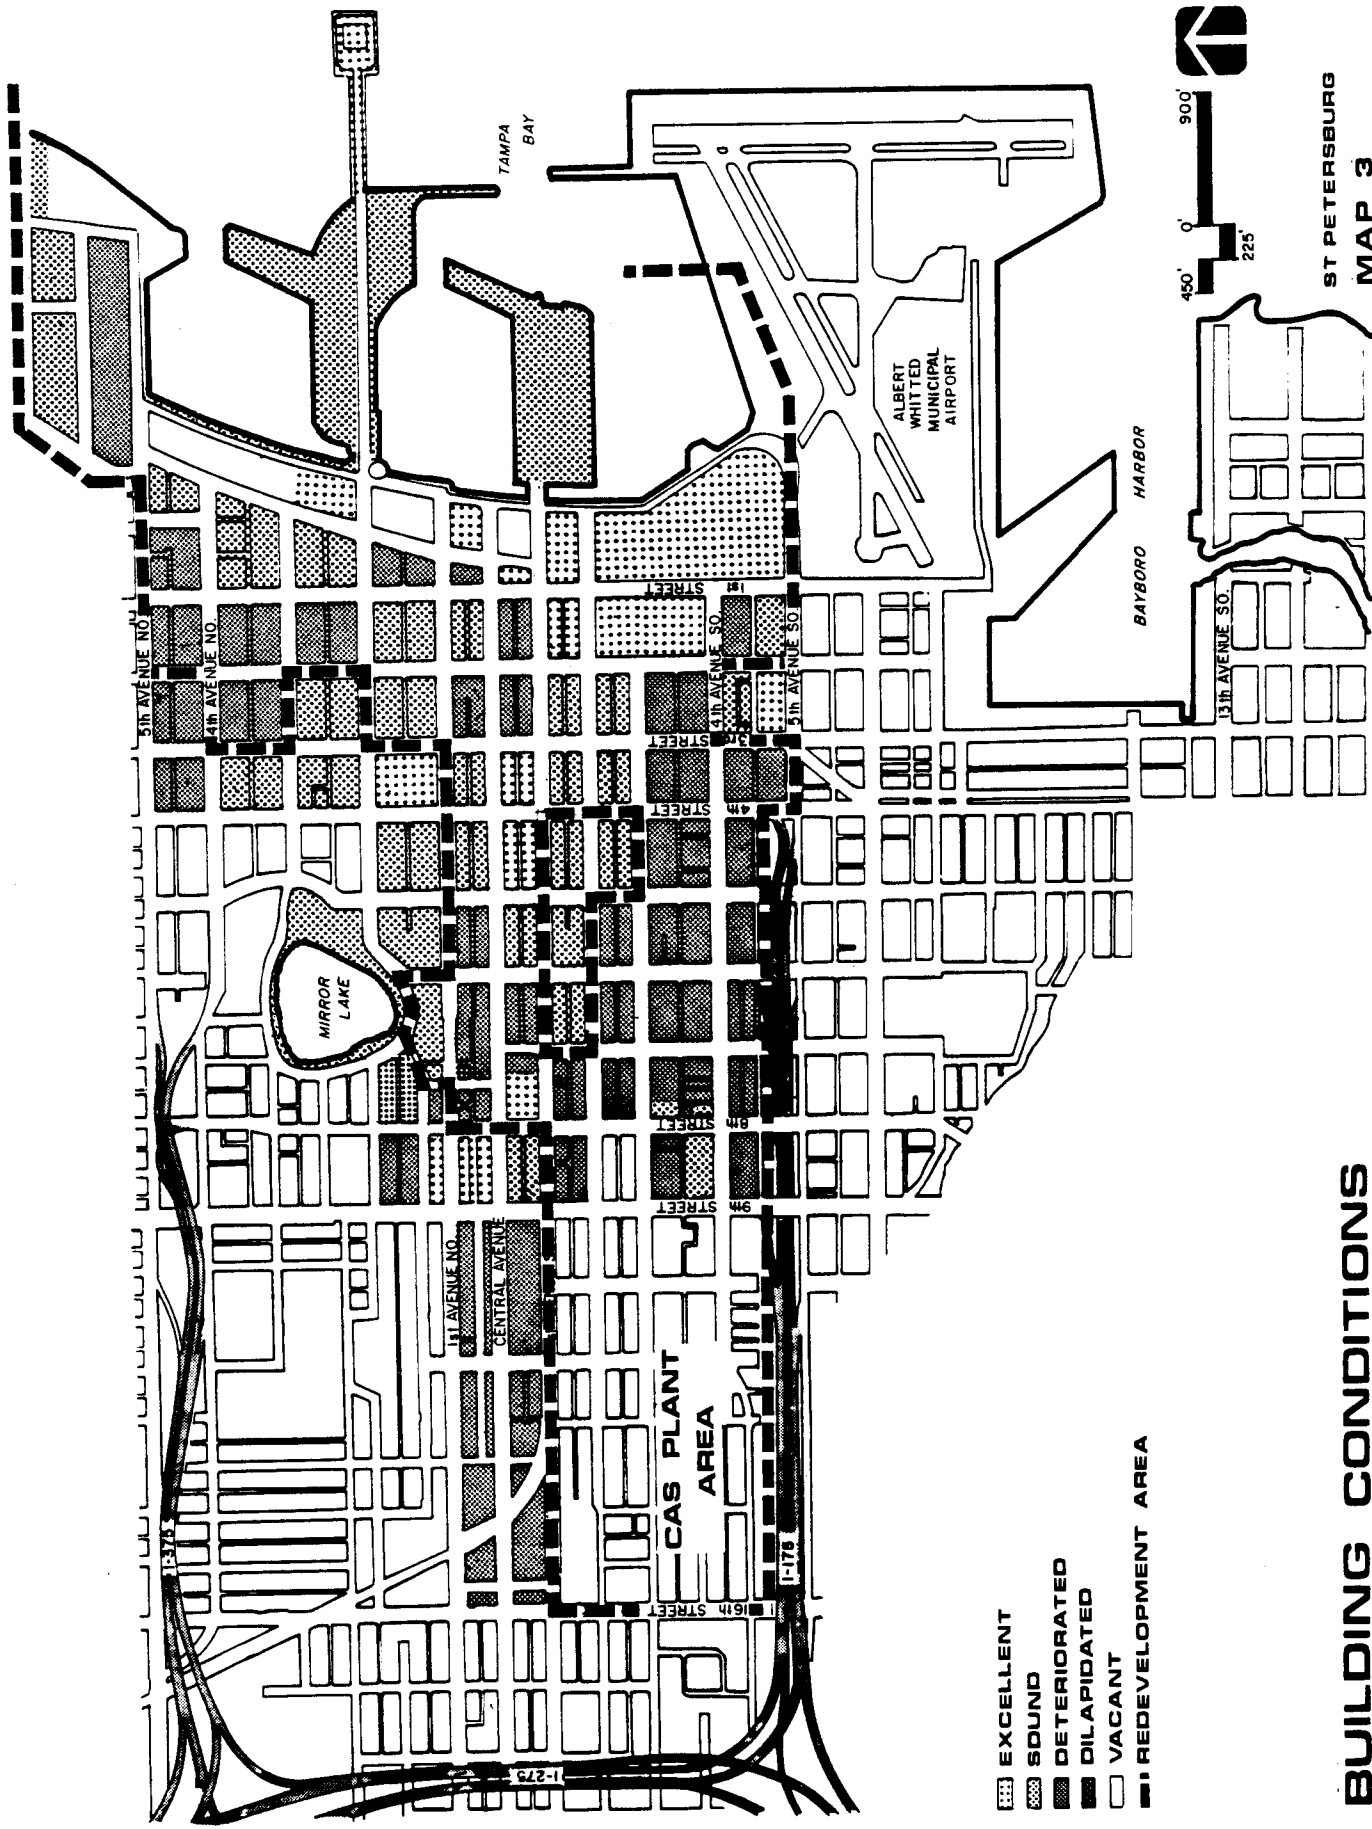 TAMPA
BAY
5th AVENUE NO.
4th AVENUE NO.
MIRROR
LAKE
1st AVENUE NO.
CENTRAL AVENUE
I-375
I-275
I-175
1st
STREET
4th AVENUE SO.
5th AVENUE SO.
3rd
STREET
4th
STREET
8th
STREET
9th
STREET
16th
STREET
CAS PLANT
AREA
ALBERT
WHITTED
MUNICIPAL
AIRPORT
BAYBORO HARBOR
13th AVENUE SO.
EXCELLENT
SOUND
DETERIORATED
DILAPIDATED
VACANT
REDEVELOPMENT AREA
450' 0' 900'
225'
ST PETERSBURG
MAP 3
BUILDING CONDITIONS